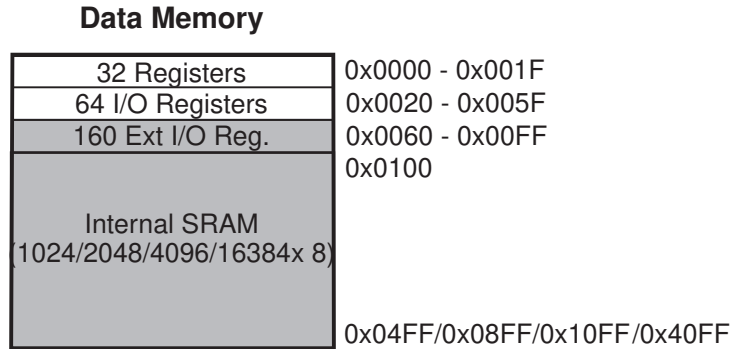 Data Memory
32 Registers 0x0000 - 0x001F
64 I/O Registers 0x0020 - 0x005F
160 Ext I/O Reg. 0x0060 - 0x00FF
0x0100
Internal SRAM
(1024/2048/4096/16384x 8)
0x04FF/0x08FF/0x10FF/0x40FF